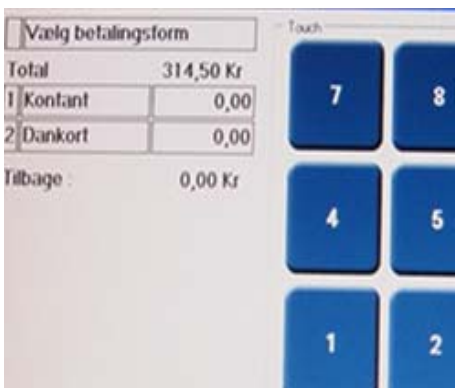 Vælg betalingsform
Total 314,50 Kr
1 Kontant 0,00
2 Dankort 0,00
Tilbage : 0,00 Kr
Touch
7 8
4 5
1 2